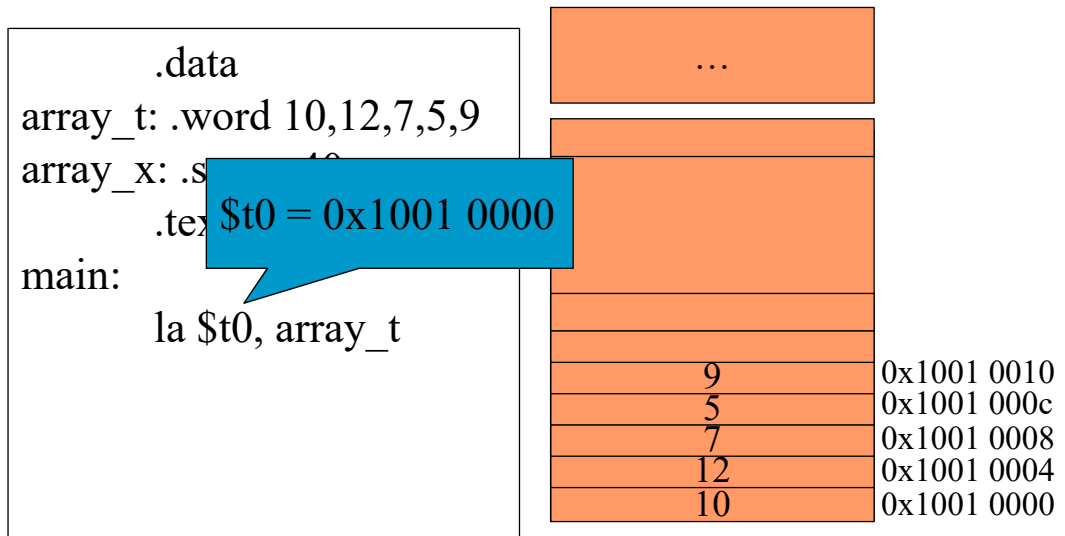 .data
array_t: .word 10,12,7,5,9
array_x: .s
.tex
$t0 = 0x1001 0000
main:
la $t0, array_t
…
9 0x1001 0010
5 0x1001 000c
7 0x1001 0008
12 0x1001 0004
10 0x1001 0000